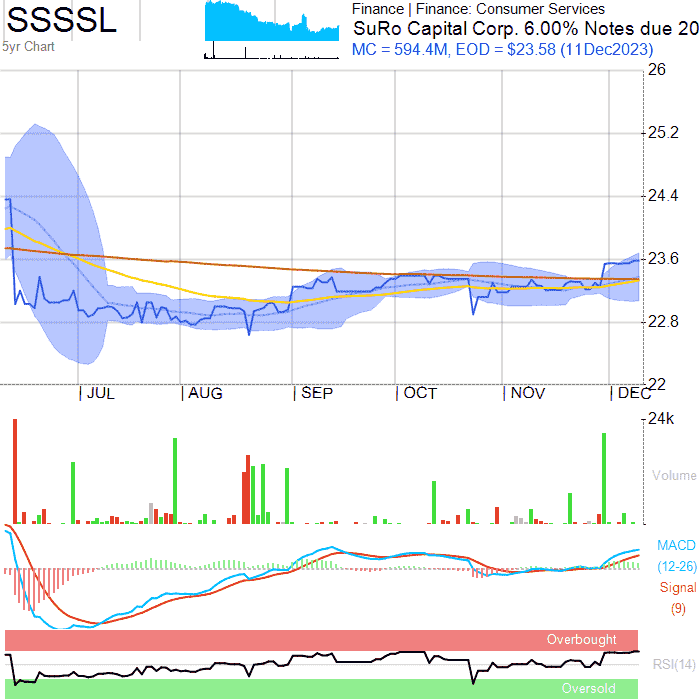 SSSSL
5yr Chart
Finance | Finance: Consumer Services
SuRo Capital Corp. 6.00% Notes due 20
MC = 594.4M, EOD = $23.58 (11Dec2023)
26
25.2
24.4
23.6
22.8
22
JUL AUG SEP OCT NOV DEC
24k
Volume
MACD
(12-26)
Signal
(9)
Overbought
RSI(14)
Oversold